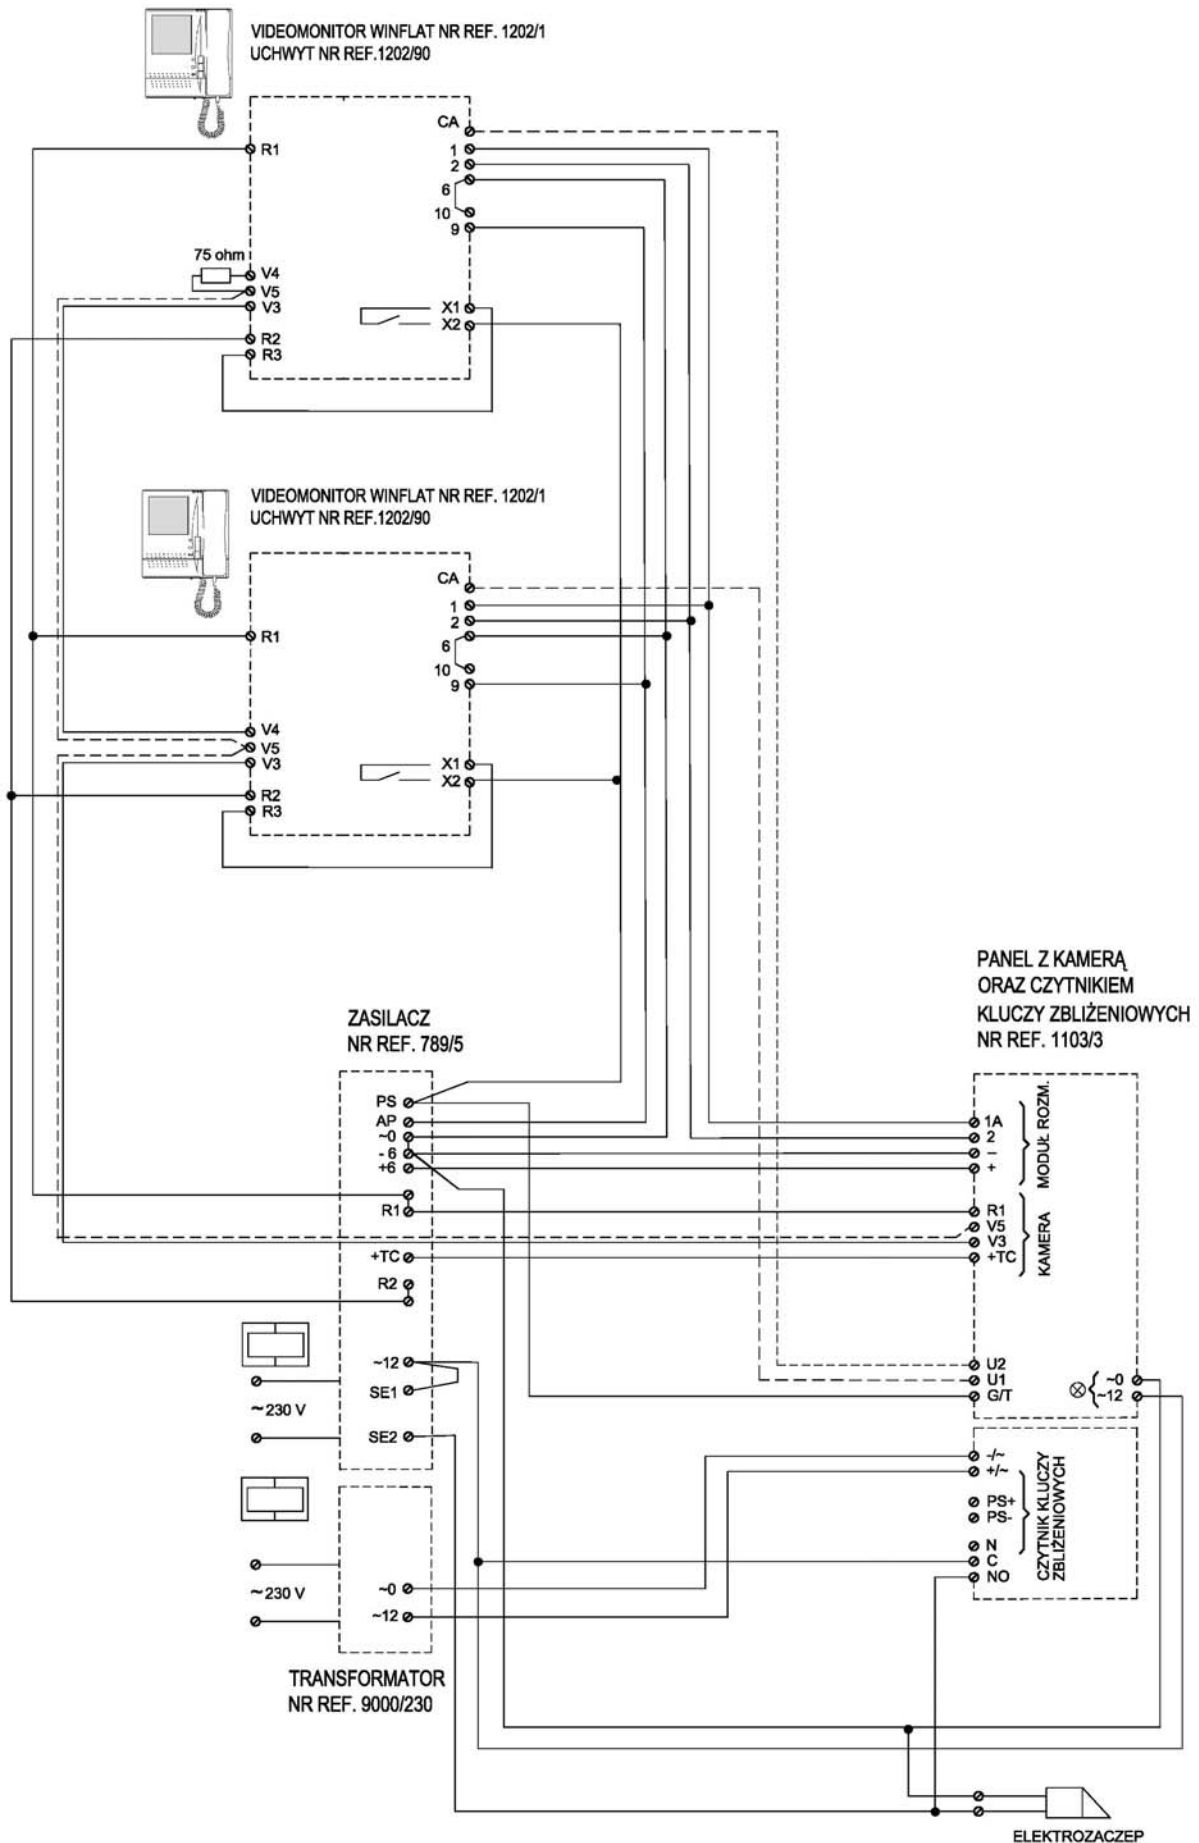 VIDEOMONITOR WINFLAT NR REF. 1202/1
UCHWYT NR REF.1202/90
CA
R1
1
2
6
10
9
75 ohm
V4
V5
V3
X1
X2
R2
R3
VIDEOMONITOR WINFLAT NR REF. 1202/1
UCHWYT NR REF.1202/90
CA
1
2
R1
6
10
9
V4
V5
V3
X1
X2
R2
R3
PANEL Z KAMERĄ
ORAZ CZYTNIKIEM
KLUCZY ZBLIŻENIOWYCH
NR REF. 1103/3
ZASILACZ
NR REF. 789/5
PS
AP
~0
- 6
+6
R1
+TC
R2
~12
SE1
SE2
~230 V
1A
2
–
+
MODUŁ ROZM.
R1
V5
V3
+TC
KAMERA
U2
U1
G/T
~0
~12
-/~
+/~
PS+
PS-
N
C
NO
CZYTNIK KLUCZY
ZBLIŻENIOWYCH
~230 V
~0
~12
TRANSFORMATOR
NR REF. 9000/230
ELEKTROZACZEP